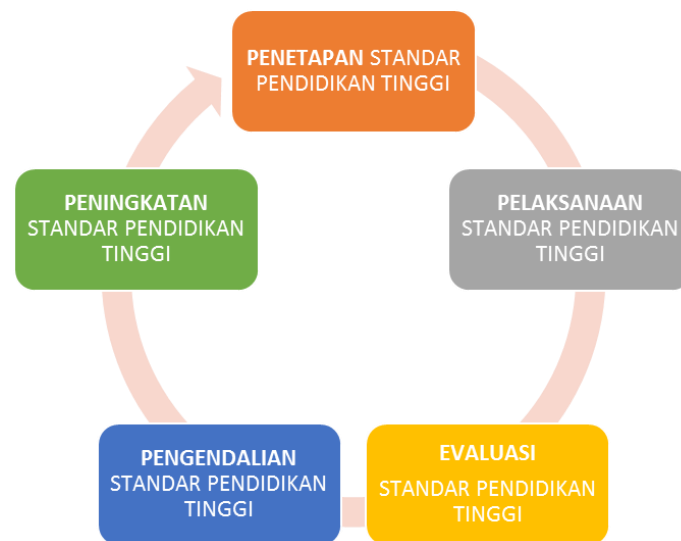 PENETAPAN STANDAR
PENDIDIKAN TINGGI
PELAKSANAAN
STANDAR PENDIDIKAN
TINGGI
EVALUASI
STANDAR PENDIDIKAN
TINGGI
PENGENDALIAN
STANDAR PENDIDIKAN
TINGGI
PENINGKATAN
STANDAR PENDIDIKAN
TINGGI